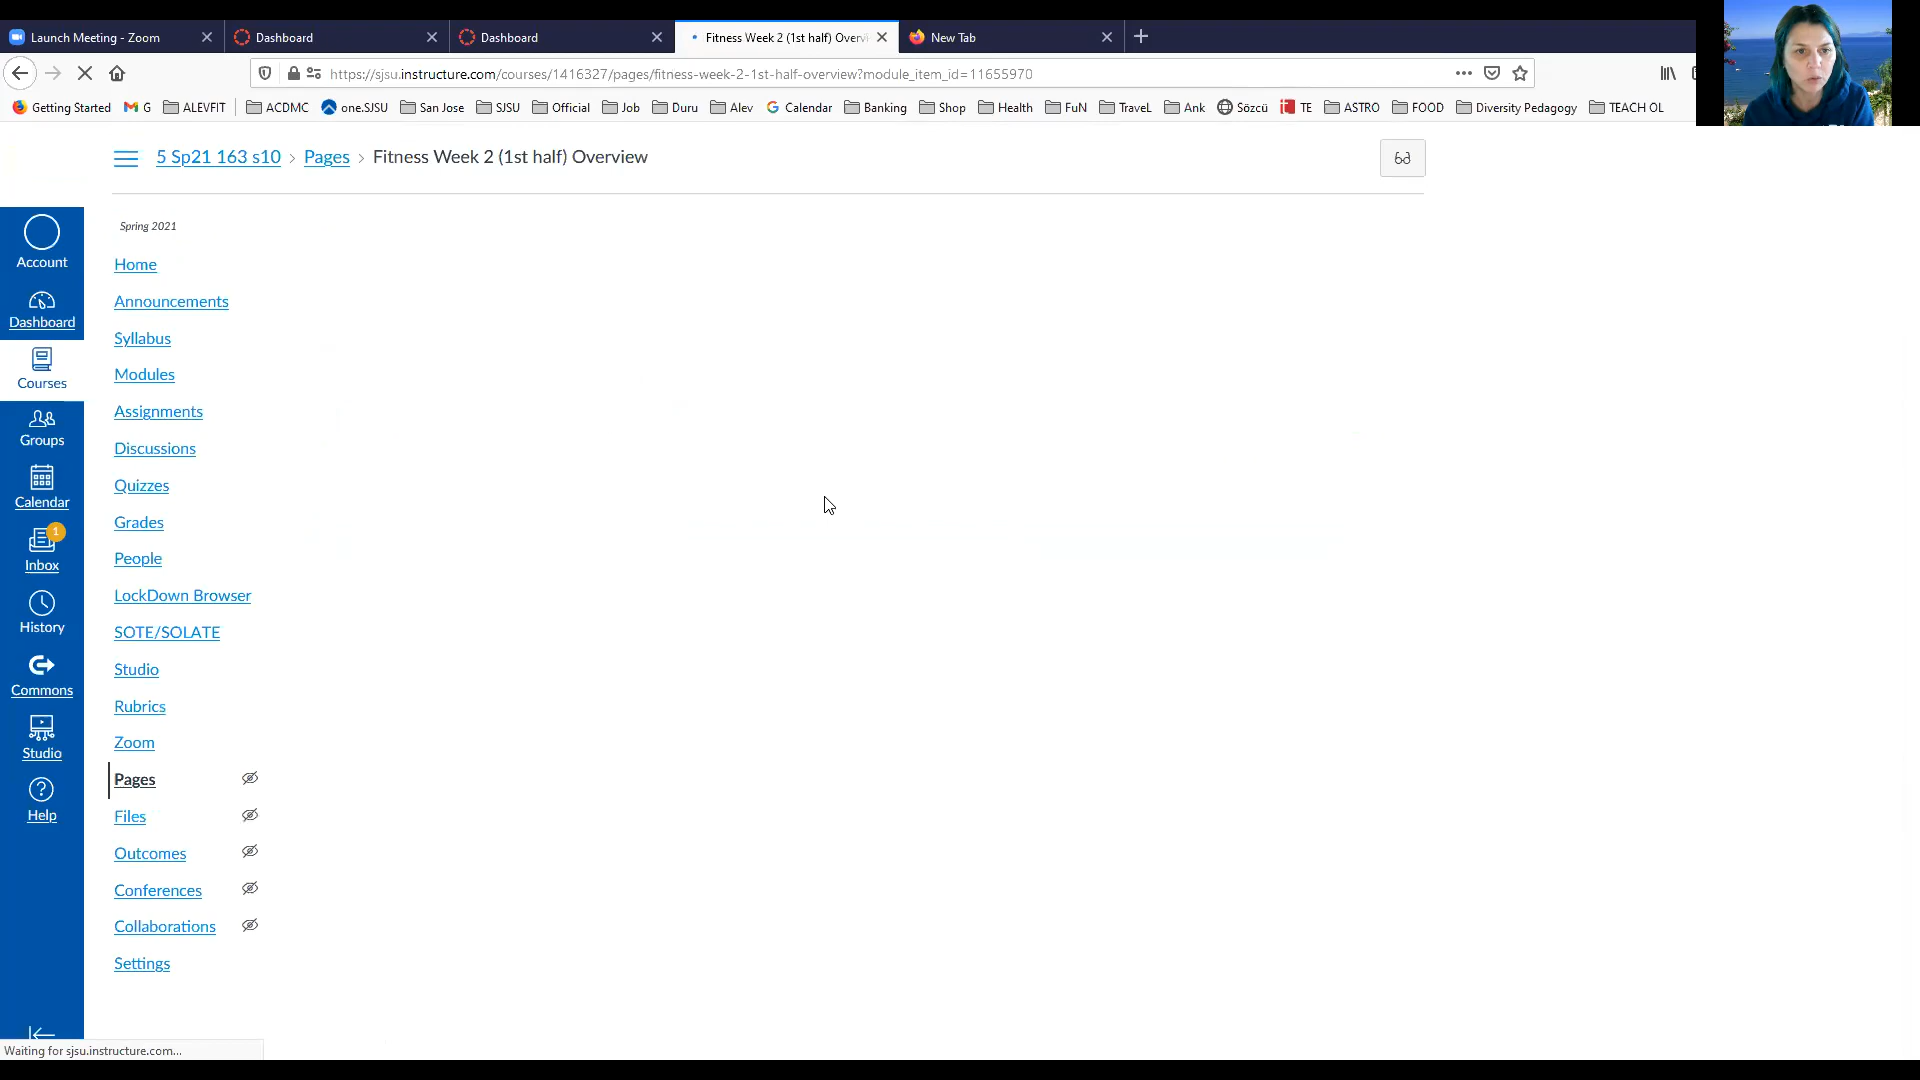 Launch Meeting - Zoom
Dashboard
Dashboard
Fitness Week 2 (1st half) Overvi
New Tab
https://sjsu.instructure.com/courses/1416327/pages/fitness-week-2-1st-half-overview?module_item_id=11655970
Getting Started G ALEVFIT ACDMC one.SJSU San Jose SJSU Official Job Duru Alev Calendar Banking Shop Health FuN TraveL Ank Sözcü TE ASTRO FOOD Diversity Pedagogy TEACH OL
5 Sp21 163 s10 › Pages › Fitness Week 2 (1st half) Overview
Account
Dashboard
Courses
Groups
Calendar
1
Inbox
History
Commons
Studio
Help
Spring 2021
Home
Announcements
Syllabus
Modules
Assignments
Discussions
Quizzes
Grades
People
LockDown Browser
SOTE/SOLATE
Studio
Rubrics
Zoom
Pages
Files
Outcomes
Conferences
Collaborations
Settings
Waiting for sjsu.instructure.com...